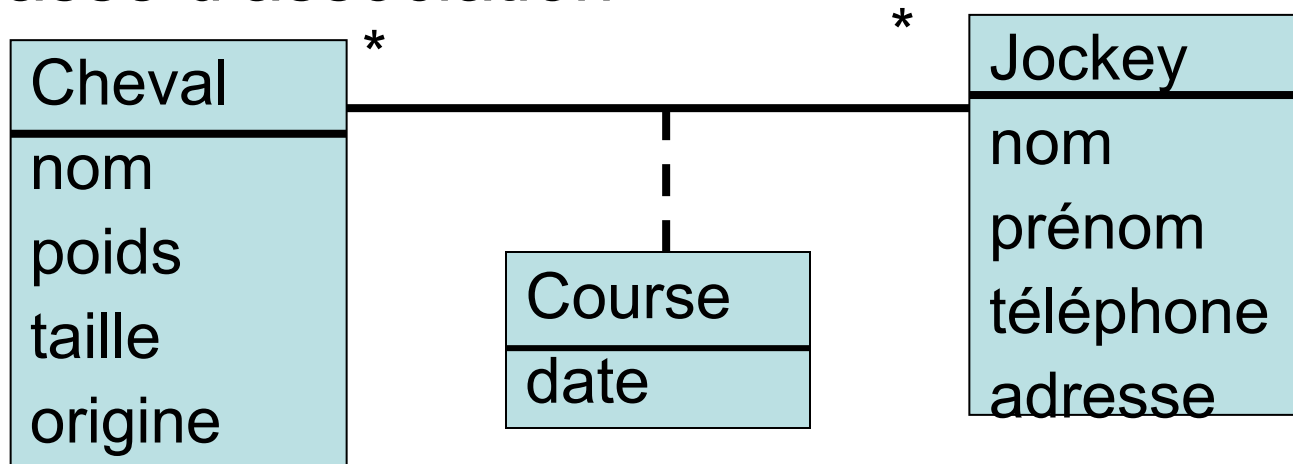 *
*
Cheval
nom
poids
taille
origine
Course
date
Jockey
nom
prénom
téléphone
adresse